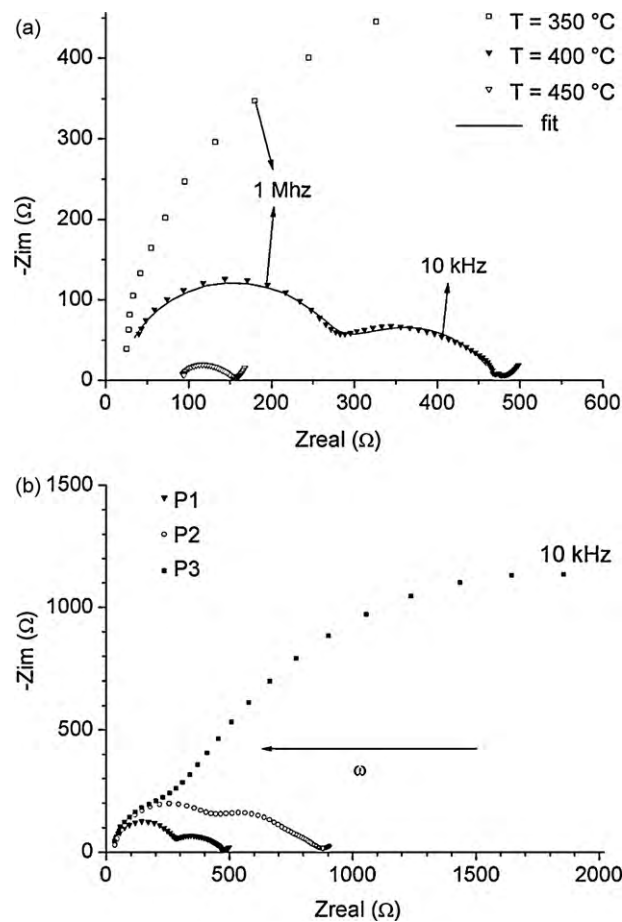 (a)
T = 350 °C
T = 400 °C
T = 450 °C
fit
1 Mhz
10 kHz
-Zim (Ω)
400
300
200
100
0
0 100 200 300 400 500 600
Zreal (Ω)
(b)
P1
P2
P3
10 kHz
ω
-Zim (Ω)
1500
1000
500
0
0 500 1000 1500 2000
Zreal (Ω)